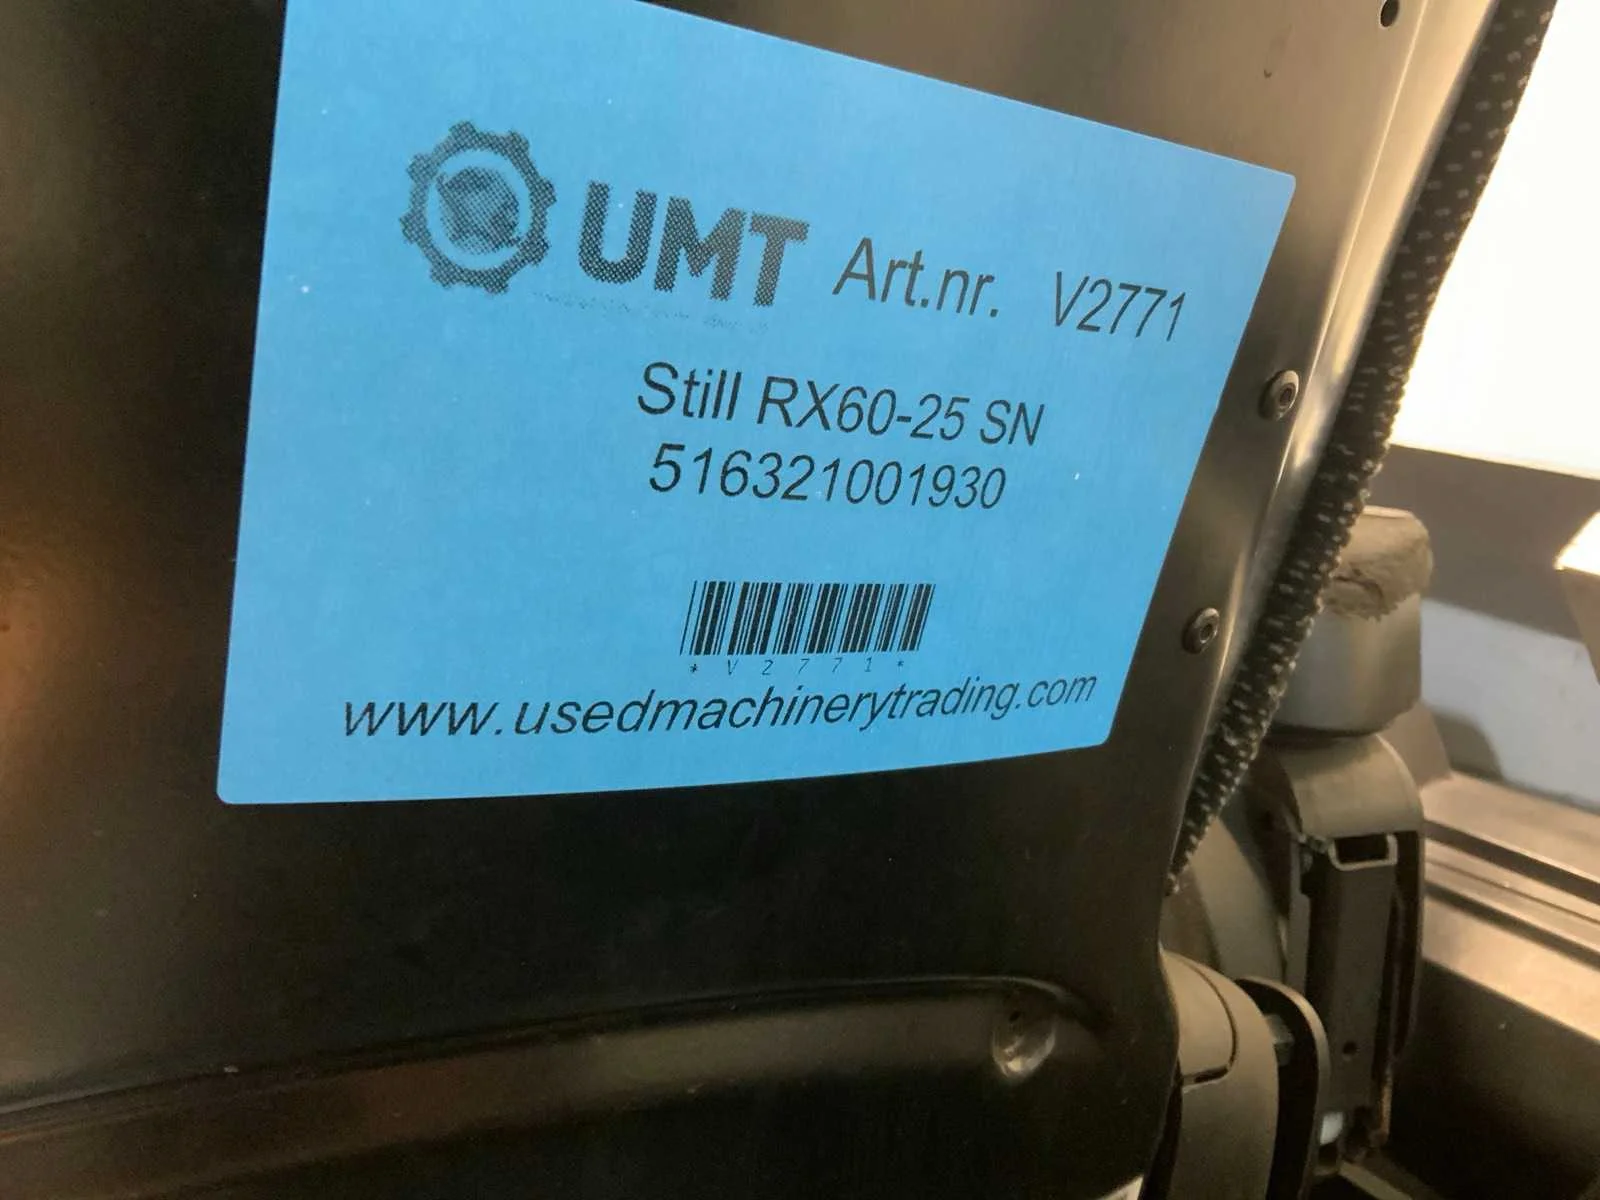 UMT Art.nr. V2771
Still RX60-25 SN
516321001930
*V2771*
www.usedmachinerytrading.com